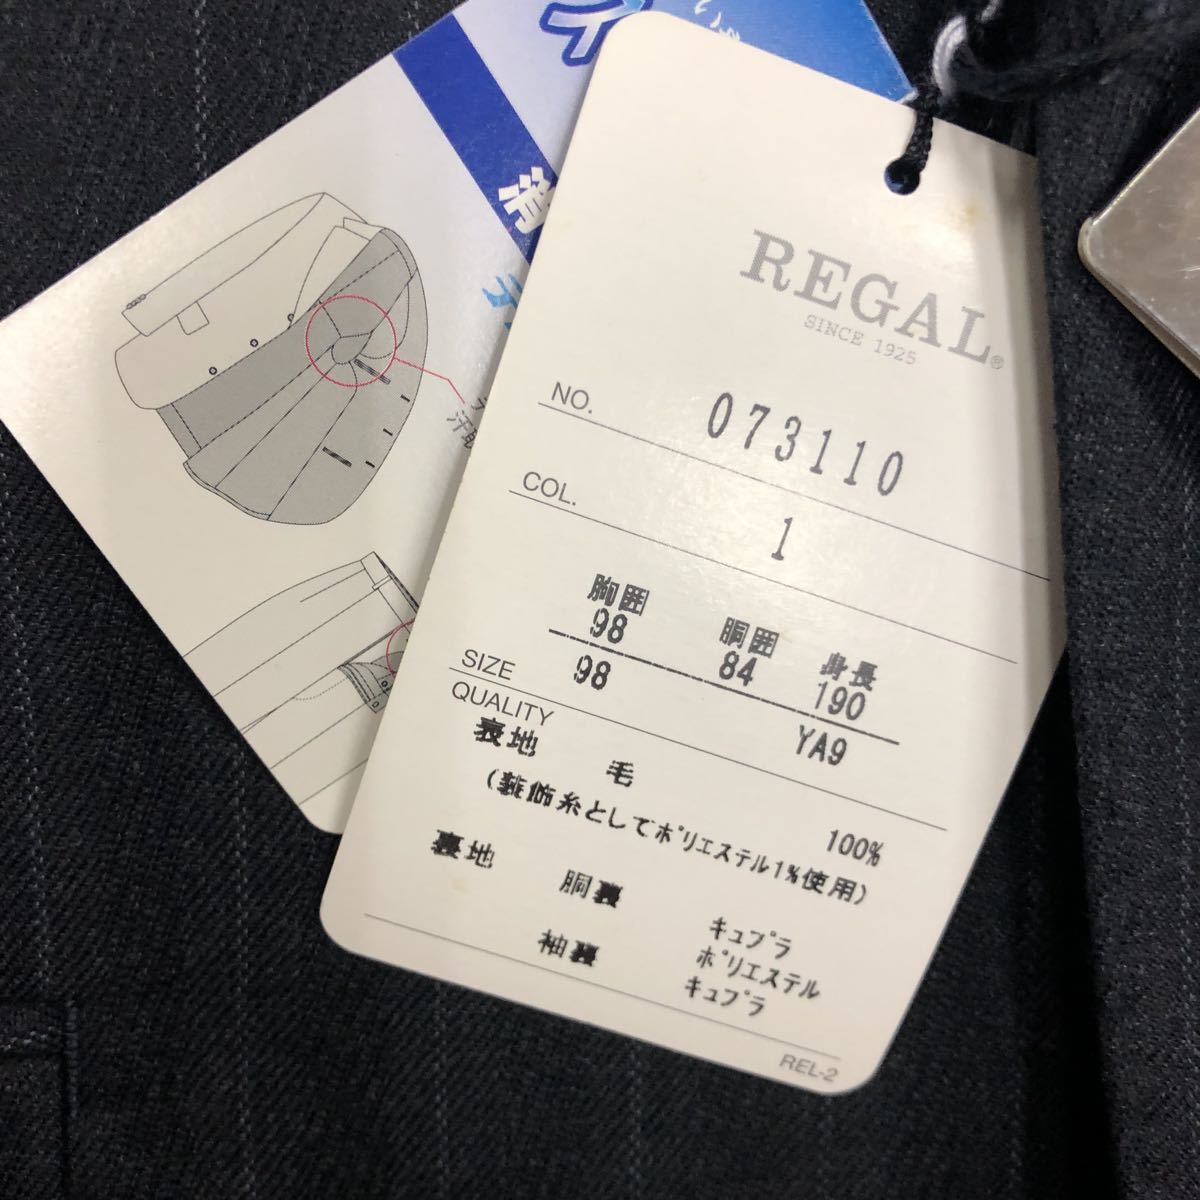 REGAL®
SINCE 1925
NO. 073110
COL. 1
胸囲 胴囲 身長
98 84 190
SIZE 98 YA9
QUALITY
表地 毛 100%
(装飾糸としてポリエステル1%使用)
裏地 胴裏 キュプラ
ポリエステル
袖裏 キュプラ
REL-2
消
汗取